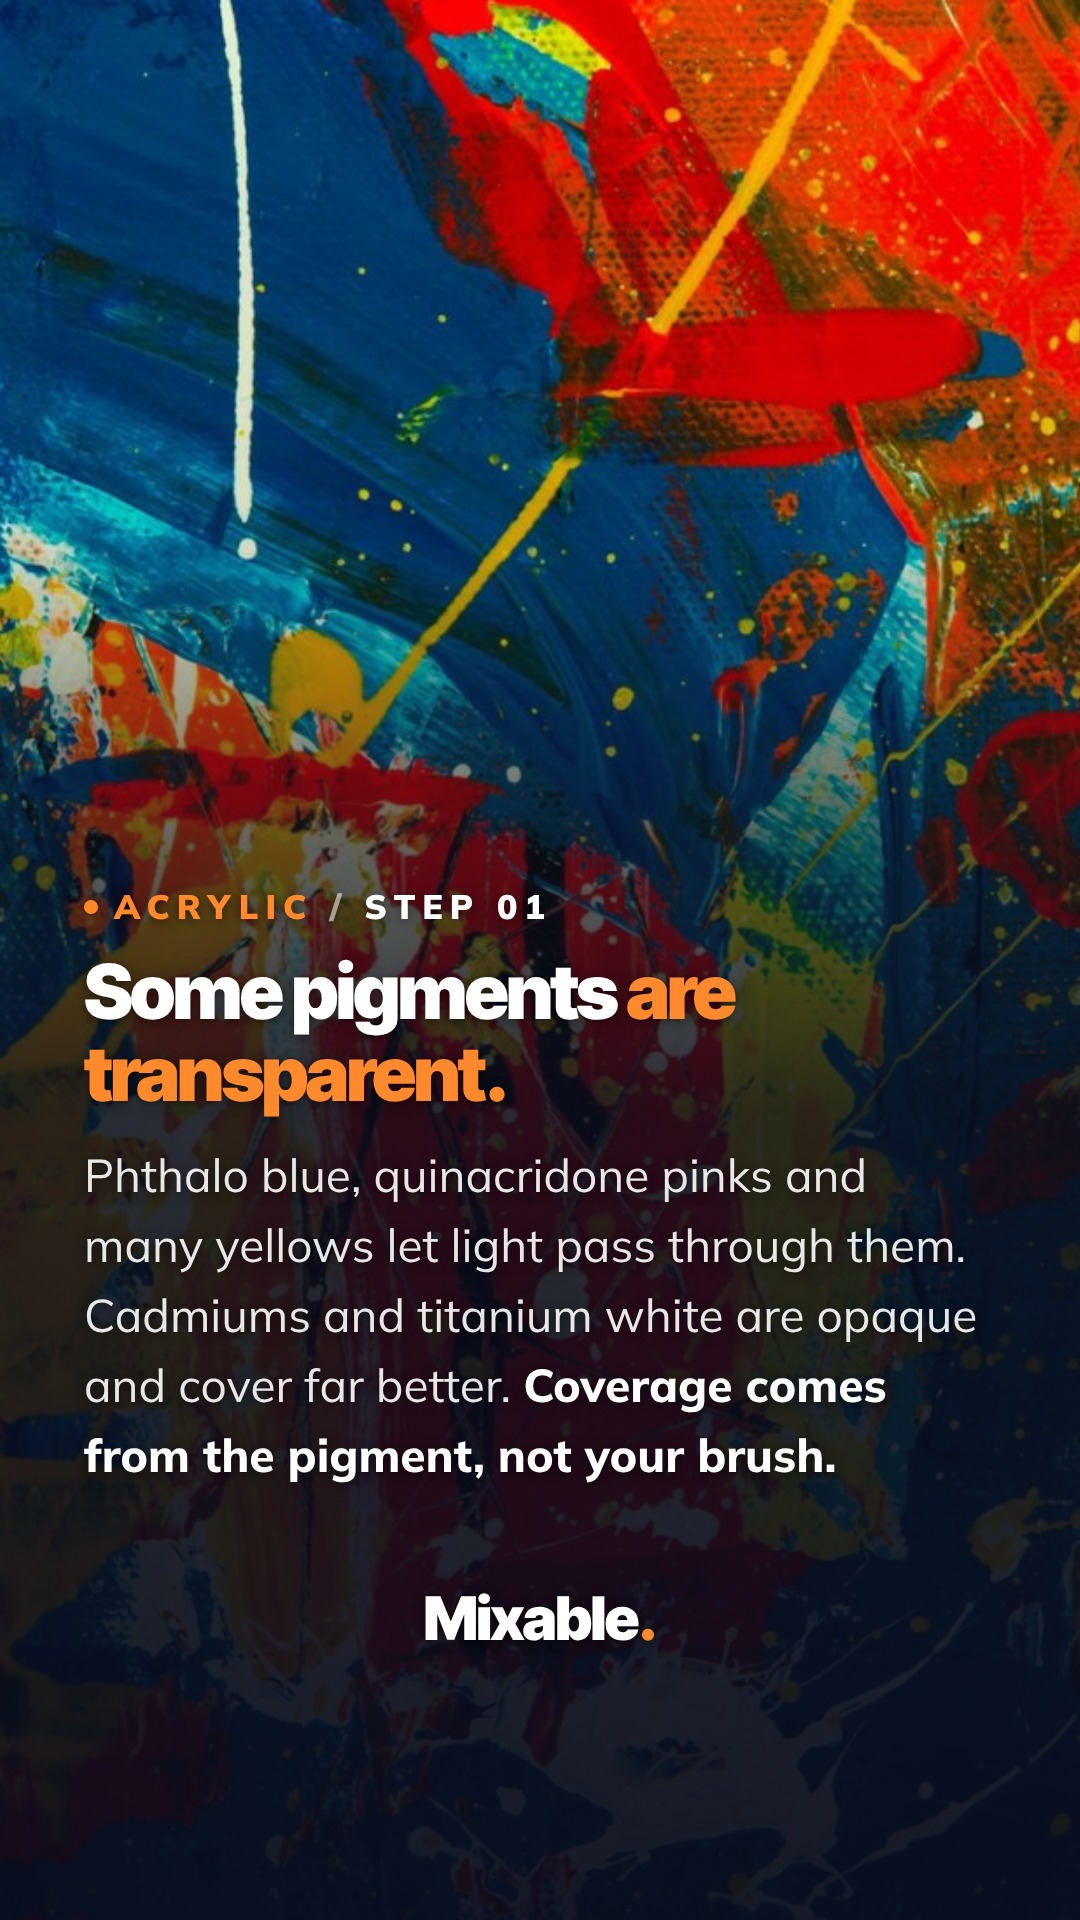 • ACRYLIC / STEP 01
Some pigments are
transparent.
Phthalo blue, quinacridone pinks and
many yellows let light pass through them.
Cadmiums and titanium white are opaque
and cover far better. Coverage comes
from the pigment, not your brush.
Mixable.